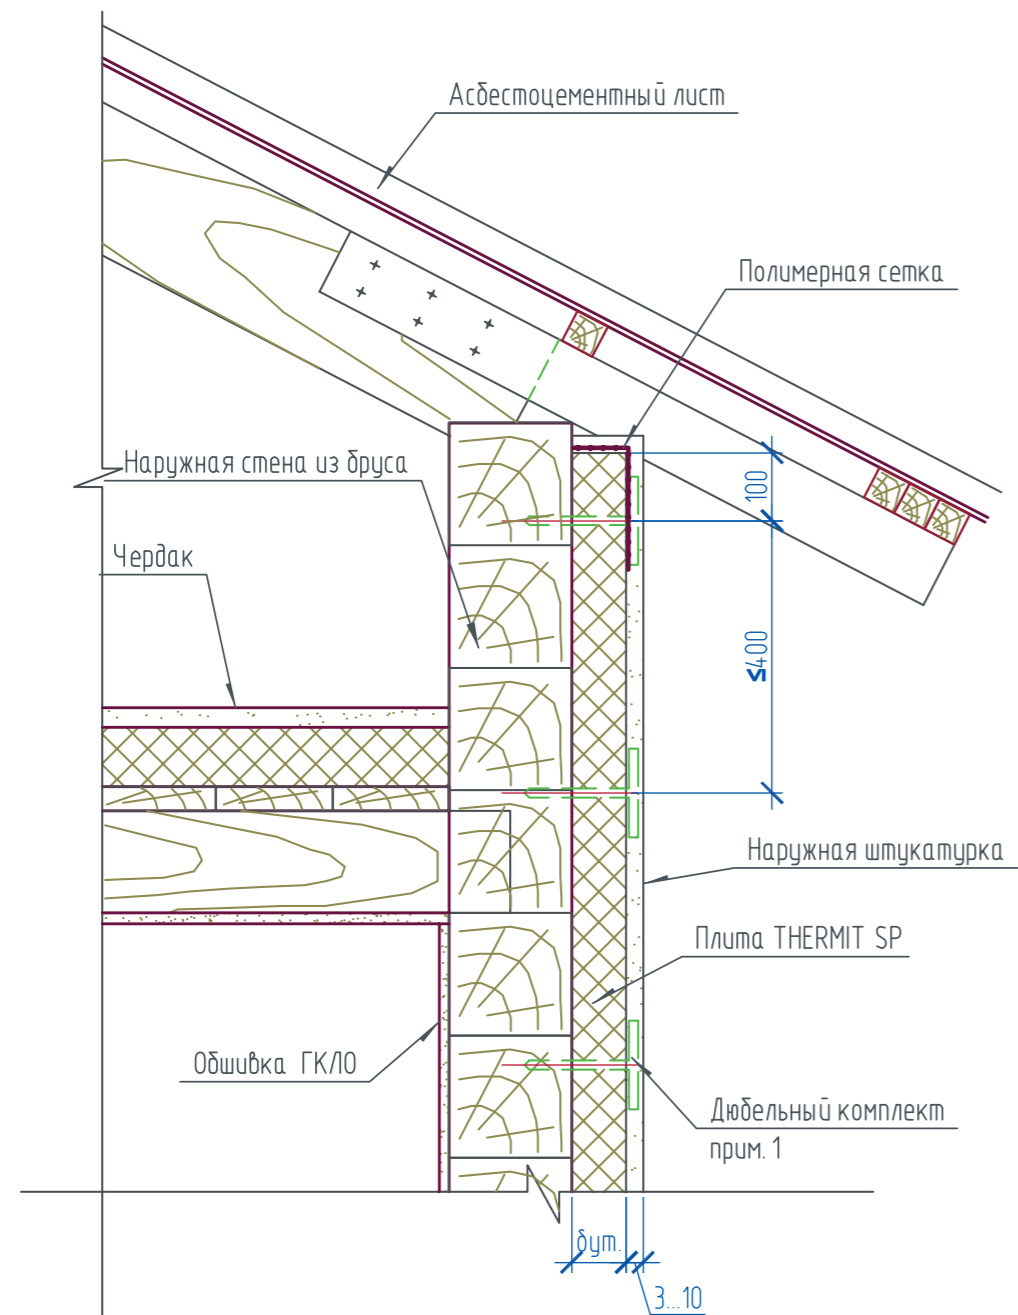 Асбестоцементный лист
Полимерная сетка
Наружная стена из бруса
100
Чердак
≤400
Наружная штукатурка
Плита THERMIT SP
Обшивка ГКЛО
Дюбельный комплект
прим. 1
δут.
3...10